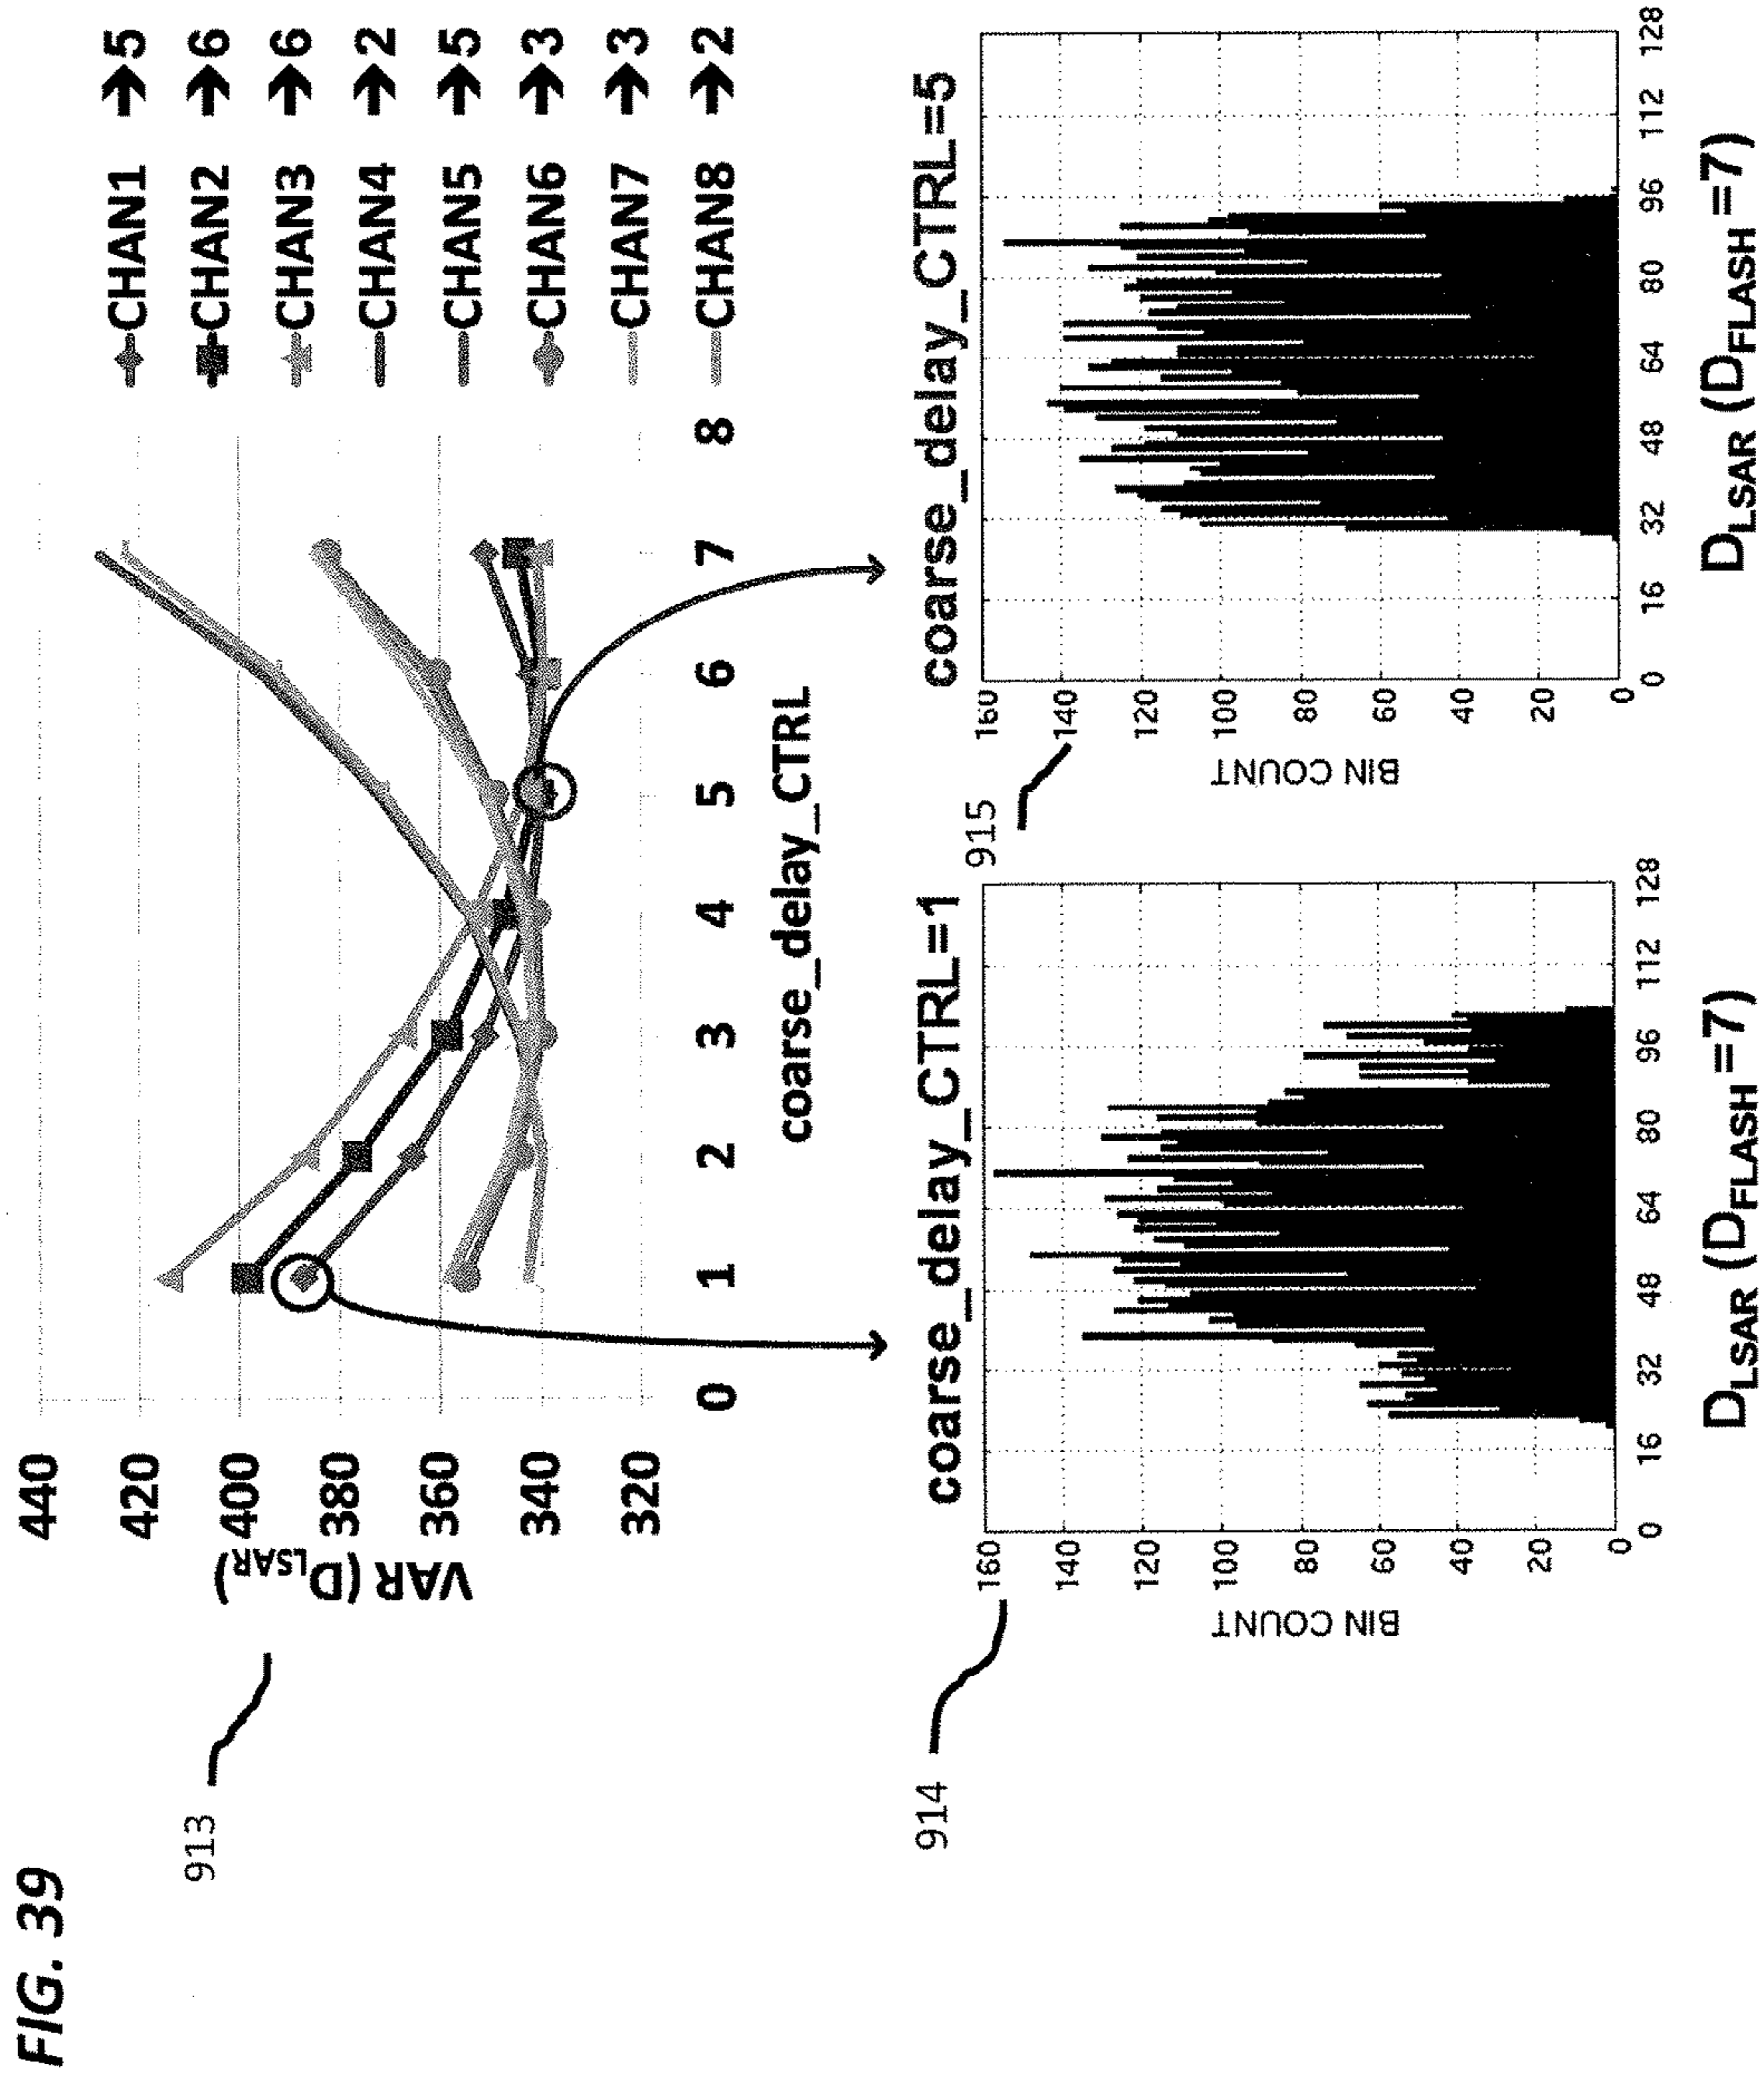 FIG. 39
913
VAR (DLSAR)
440
420
400
380
360
340
320
0 1 2 3 4 5 6 7 8
coarse_delay_CTRL
CHAN1 →5
CHAN2 →6
CHAN3 →6
CHAN4 →2
CHAN5 →5
CHAN6 →3
CHAN7 →3
CHAN8 →2
914
coarse_delay_CTRL=1
BIN COUNT
160
140
120
100
80
60
40
20
0
0 16 32 48 64 80 96 112 128
DLSAR (DFLASH =7)
915
coarse_delay_CTRL=5
BIN COUNT
160
140
120
100
80
60
40
20
0
0 16 32 48 64 80 96 112 128
DLSAR (DFLASH =7)